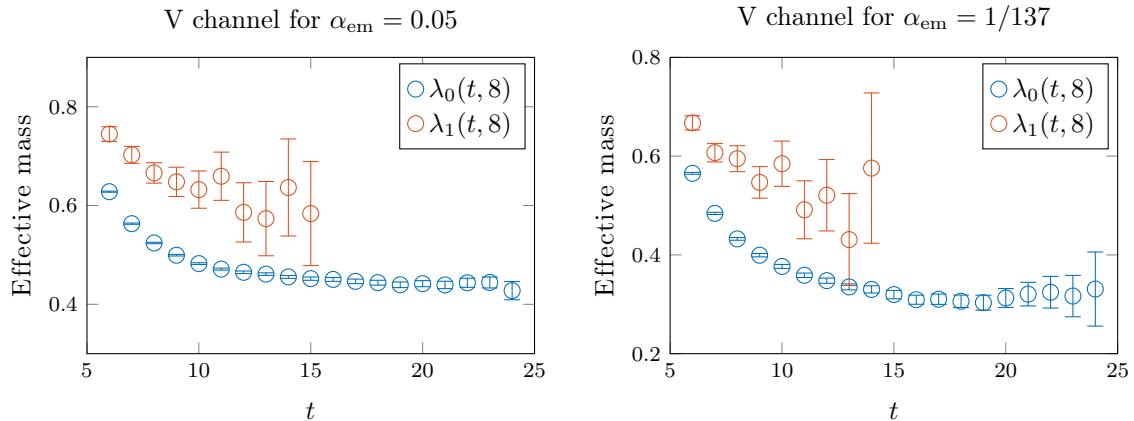 V channel for αem = 0.05
0.8
0.6
0.4
5
10
15
20
25
Effective mass
t
λ0(t, 8)
λ1(t, 8)
V channel for αem = 1/137
0.8
0.6
0.4
0.2
5
10
15
20
25
Effective mass
t
λ0(t, 8)
λ1(t, 8)